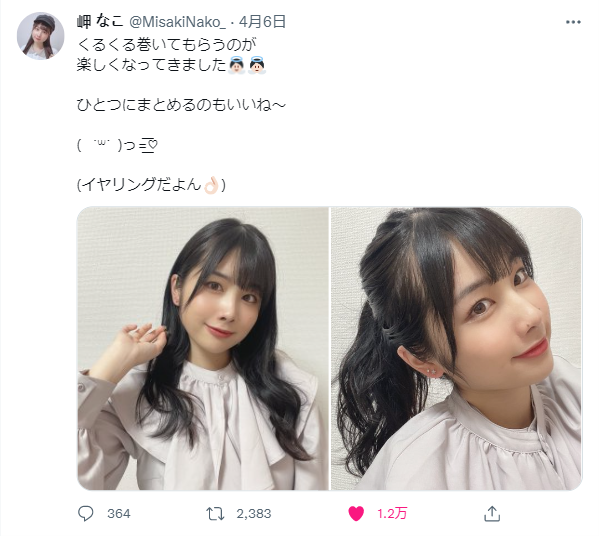 岬 なこ @MisakiNako_ · 4月6日
くるくる巻いてもらうのが
楽しくなってきました👼🏻👼🏻
ひとつにまとめるのもいいね～
( ˙꒳˙ )っ=͟͟͞♡
(イヤリングだよん👌🏻)
364 2,383 1.2万